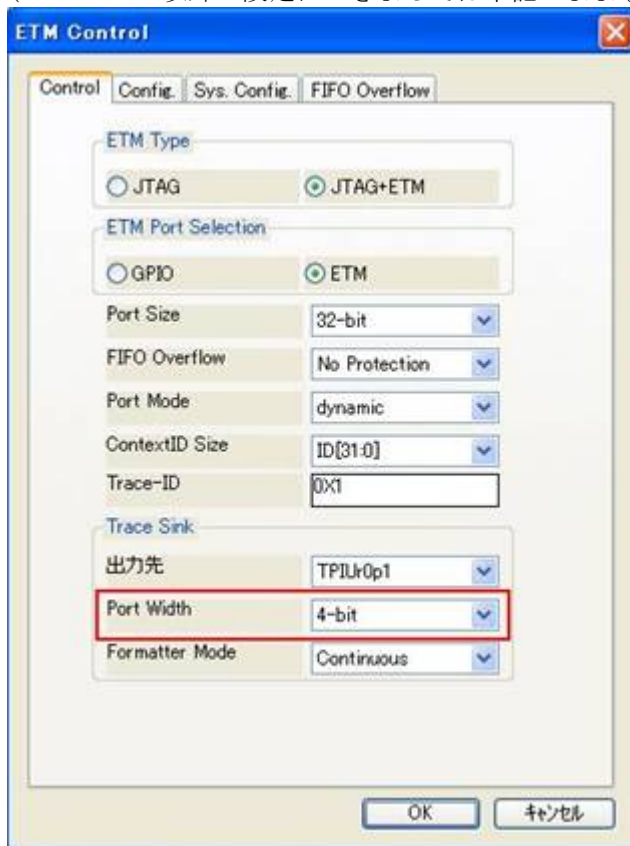 ETM Control
Control Config. Sys. Config. FIFO Overflow
ETM Type
JTAG JTAG+ETM
ETM Port Selection
GPIO ETM
Port Size 32-bit
FIFO Overflow No Protection
Port Mode dynamic
ContextID Size ID[31:0]
Trace-ID 0X1
Trace Sink
出力先 TPIUr0p1
Port Width 4-bit
Formatter Mode Continuous
OK キャンセル